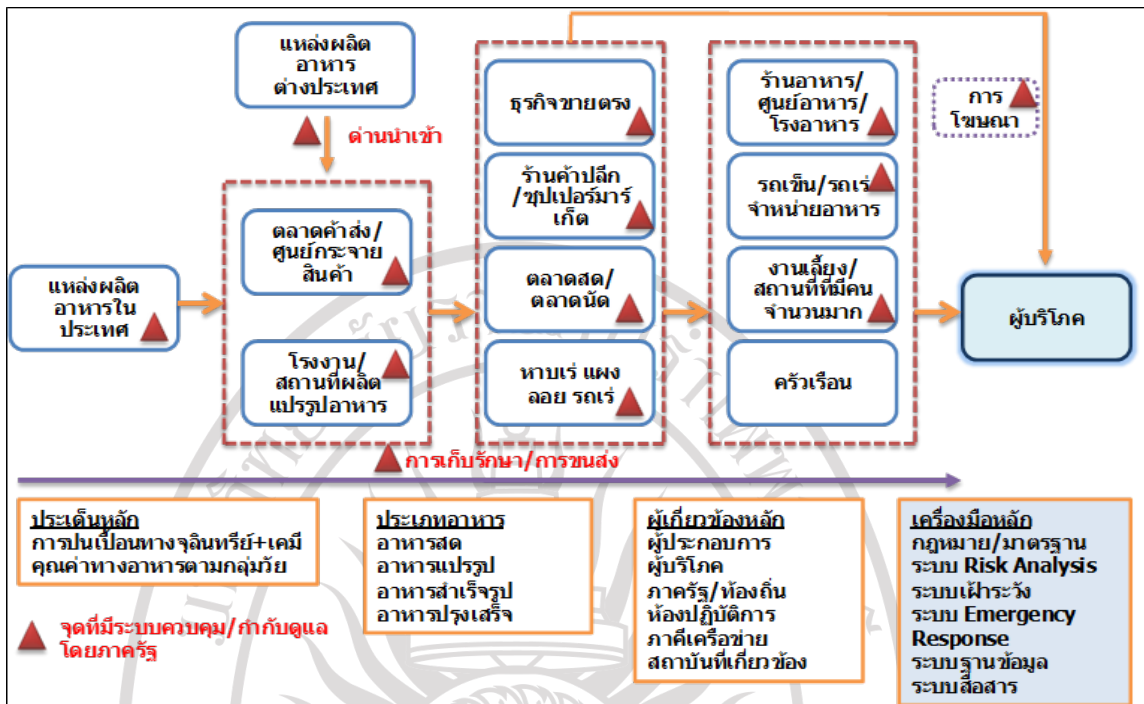 แหล่งผลิต
อาหาร
ต่างประเทศ
ด่านนำเข้า
แหล่งผลิต
อาหารใน
ประเทศ
ตลาดค้าส่ง/
ศูนย์กระจาย
สินค้า
โรงงาน/
สถานที่ผลิต
แปรรูปอาหาร
ธุรกิจขายตรง
ร้านค้าปลีก
/ซุปเปอร์มาร์
เก็ต
ตลาดสด/
ตลาดนัด
หาบเร่ แผง
ลอย รถเร่
ร้านอาหาร/
ศูนย์อาหาร/
โรงอาหาร
รถเข็น/รถเร่
จำหน่ายอาหาร
งานเลี้ยง/
สถานที่ที่มีคน
จำนวนมาก
ครัวเรือน
การ
โฆษณา
ผู้บริโภค
การเก็บรักษา/การขนส่ง
ประเด็นหลัก
การปนเปื้อนทางจุลินทรีย์+เคมี
คุณค่าทางอาหารตามกลุ่มวัย
จุดที่มีระบบควบคุม/กำกับดูแล
โดยภาครัฐ
ประเภทอาหาร
อาหารสด
อาหารแปรรูป
อาหารสำเร็จรูป
อาหารปรุงเสร็จ
ผู้เกี่ยวข้องหลัก
ผู้ประกอบการ
ผู้บริโภค
ภาครัฐ/ท้องถิ่น
ห้องปฏิบัติการ
ภาคีเครือข่าย
สถาบันที่เกี่ยวข้อง
เครื่องมือหลัก
กฎหมาย/มาตรฐาน
ระบบ Risk Analysis
ระบบเฝ้าระวัง
ระบบ Emergency
Response
ระบบฐานข้อมูล
ระบบสื่อสาร